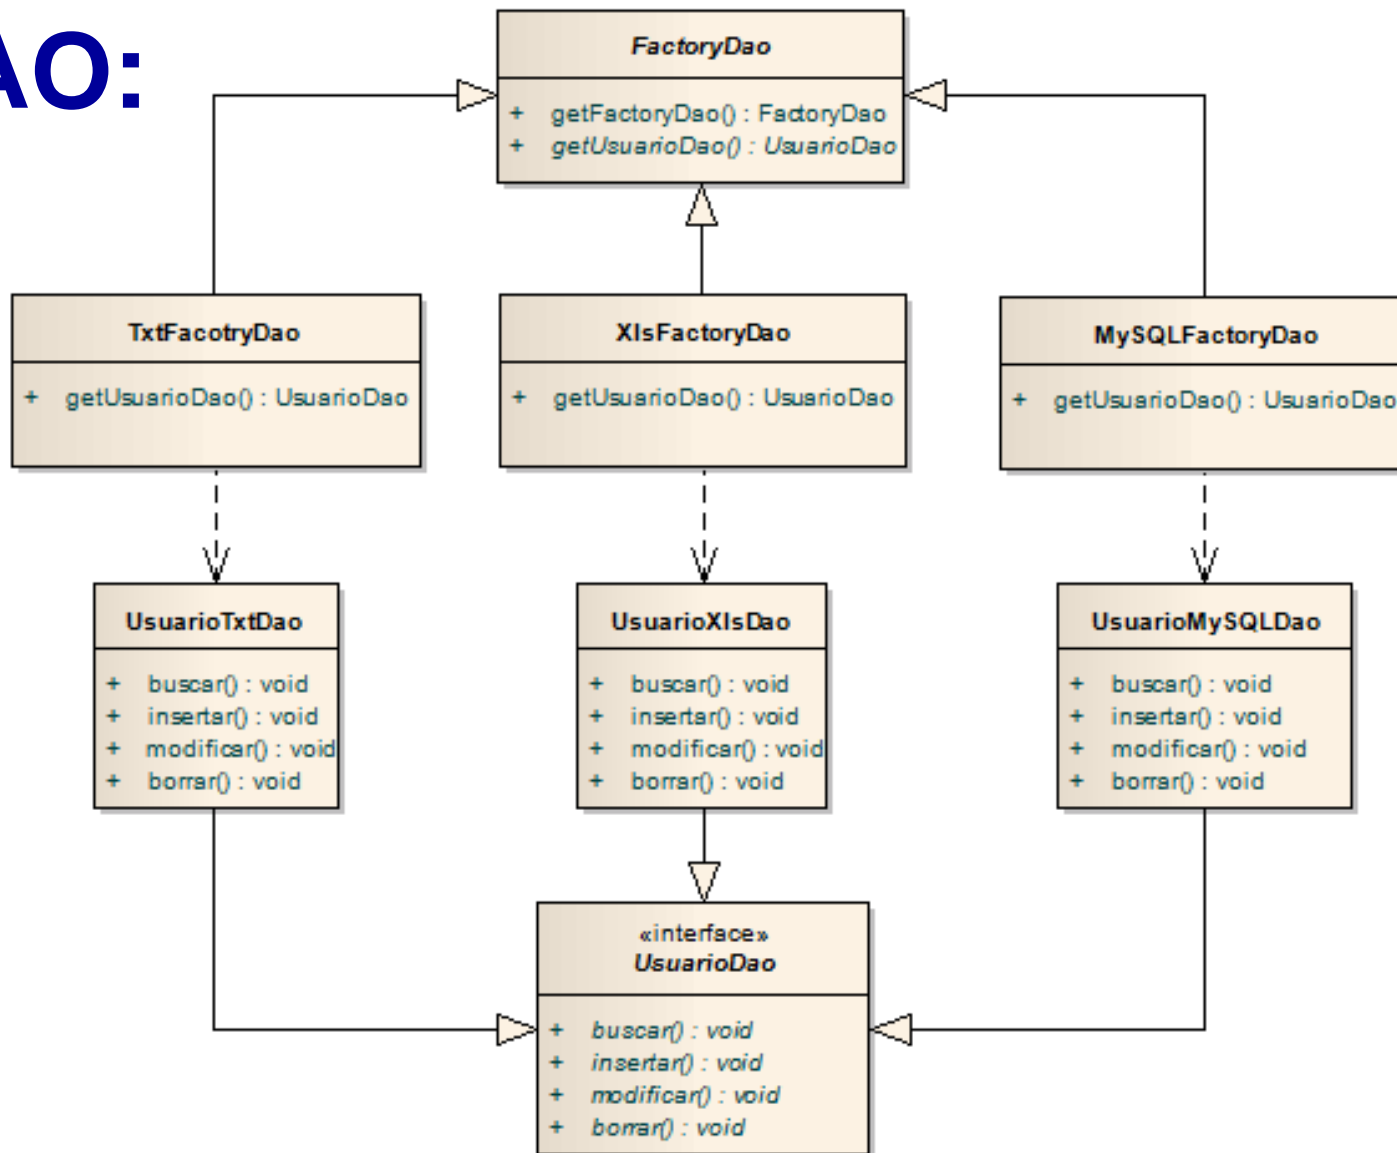 AO:
FactoryDao
+ getFactoryDao() : FactoryDao
+ getUsuarioDao() : UsuarioDao
TxtFacotryDao
+ getUsuarioDao() : UsuarioDao
XlsFactoryDao
+ getUsuarioDao() : UsuarioDao
MySQLFactoryDao
+ getUsuarioDao() : UsuarioDao
UsuarioTxtDao
+ buscar() : void
+ insertar() : void
+ modificar() : void
+ borrar() : void
UsuarioXlsDao
+ buscar() : void
+ insertar() : void
+ modificar() : void
+ borrar() : void
UsuarioMySQLDao
+ buscar() : void
+ insertar() : void
+ modificar() : void
+ borrar() : void
«interface»
UsuarioDao
+ buscar() : void
+ insertar() : void
+ modificar() : void
+ borrar() : void